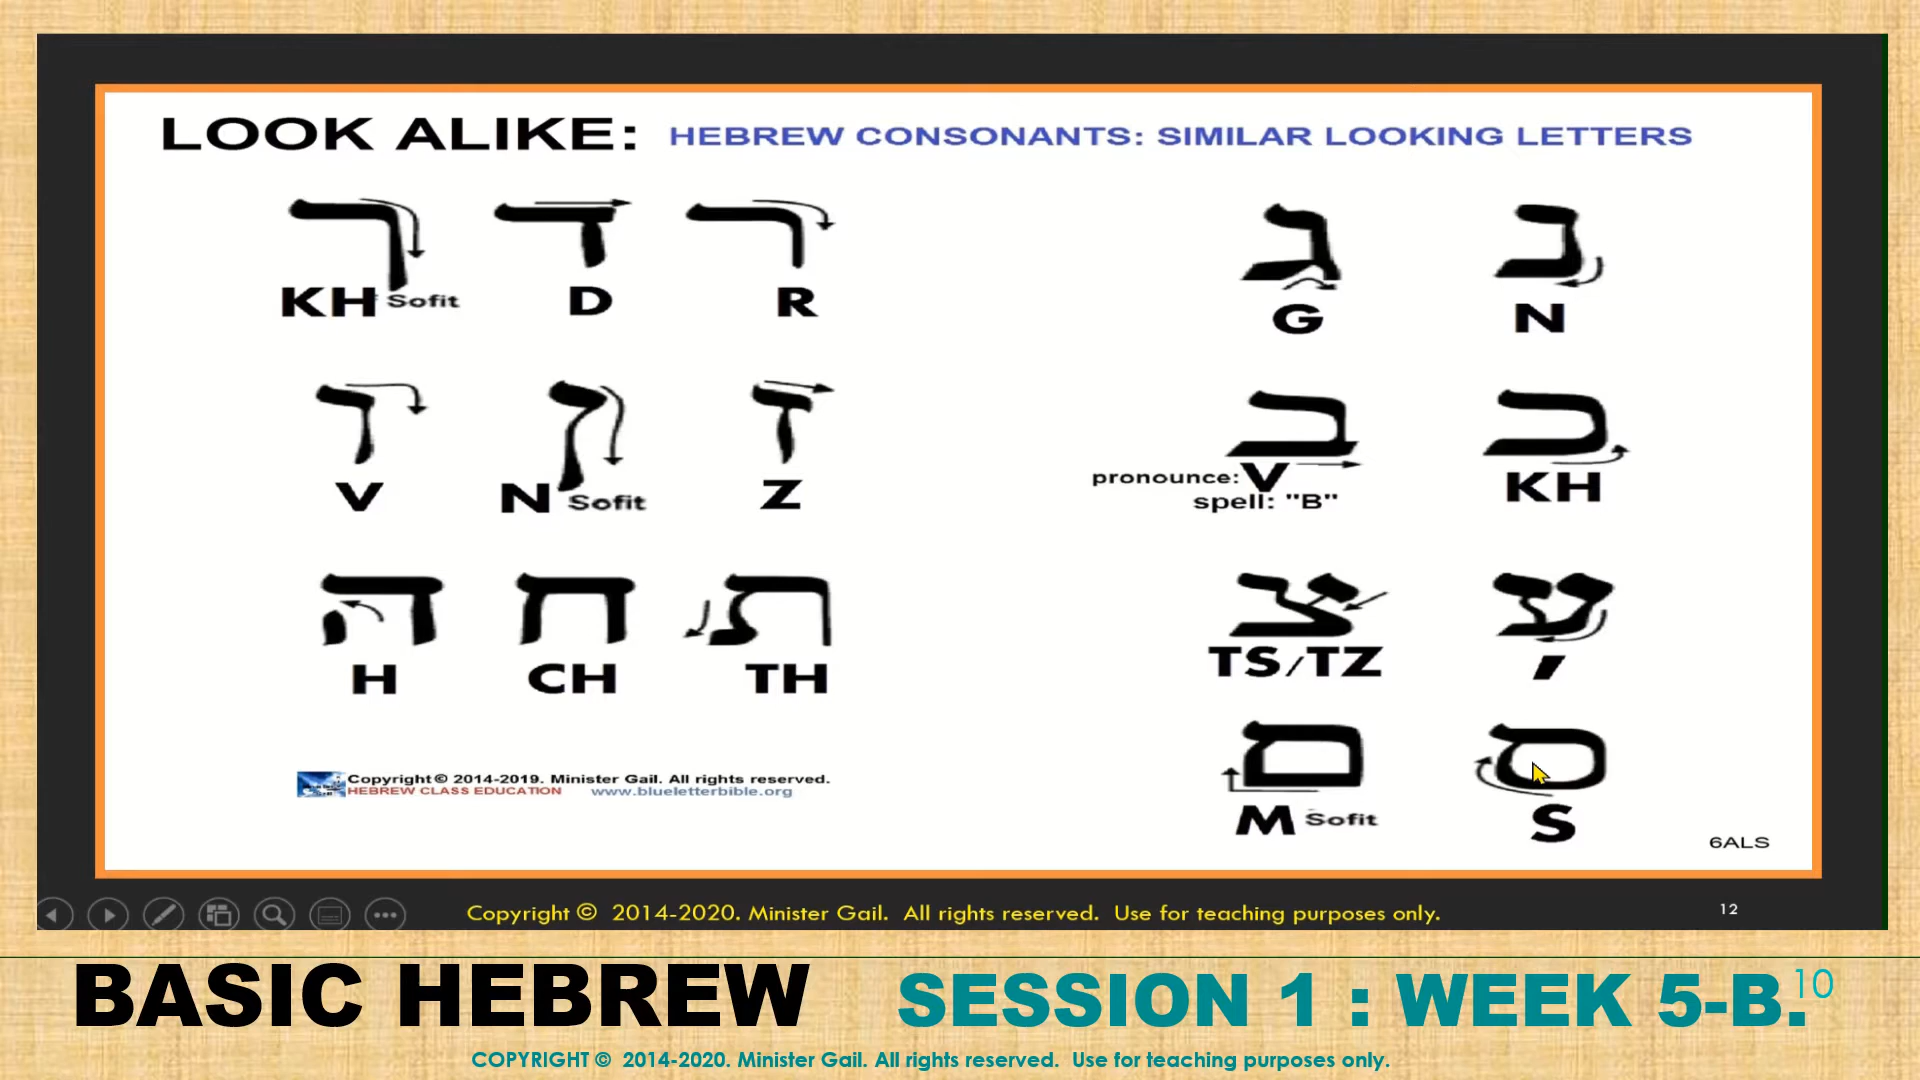 LOOK ALIKE: HEBREW CONSONANTS: SIMILAR LOOKING LETTERS
ך ד ר
KH Sofit D R
ו ן ז
V N Sofit Z
ה ח ת
H CH TH
ג נ
G N
ב כ
pronounce: V KH
spell: "B"
צ ע
TS/TZ ׳
ם ס
M Sofit S
Copyright © 2014-2019. Minister Gail. All rights reserved.
HEBREW CLASS EDUCATION www.blueletterbible.org
6ALS
Copyright © 2014-2020. Minister Gail. All rights reserved. Use for teaching purposes only.
12
BASIC HEBREW SESSION 1 : WEEK 5-B.
10
COPYRIGHT © 2014-2020. Minister Gail. All rights reserved. Use for teaching purposes only.